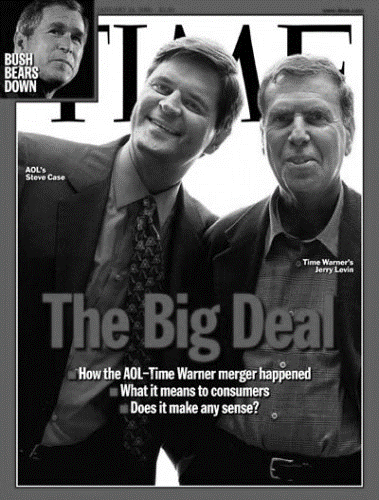 BUSH
BEARS
DOWN
TIME
AOL's
Steve Case
Time Warner's
Jerry Levin
The Big Deal
How the AOL–Time Warner merger happened
What it means to consumers
Does it make any sense?